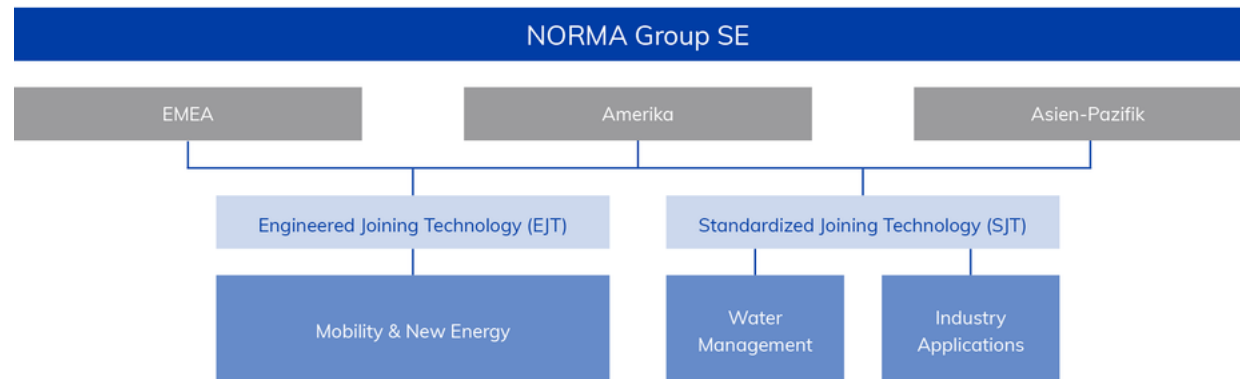 NORMA Group SE
EMEA
Amerika
Asien-Pazifik
Engineered Joining Technology (EJT)
Standardized Joining Technology (SJT)
Mobility & New Energy
Water
Management
Industry
Applications